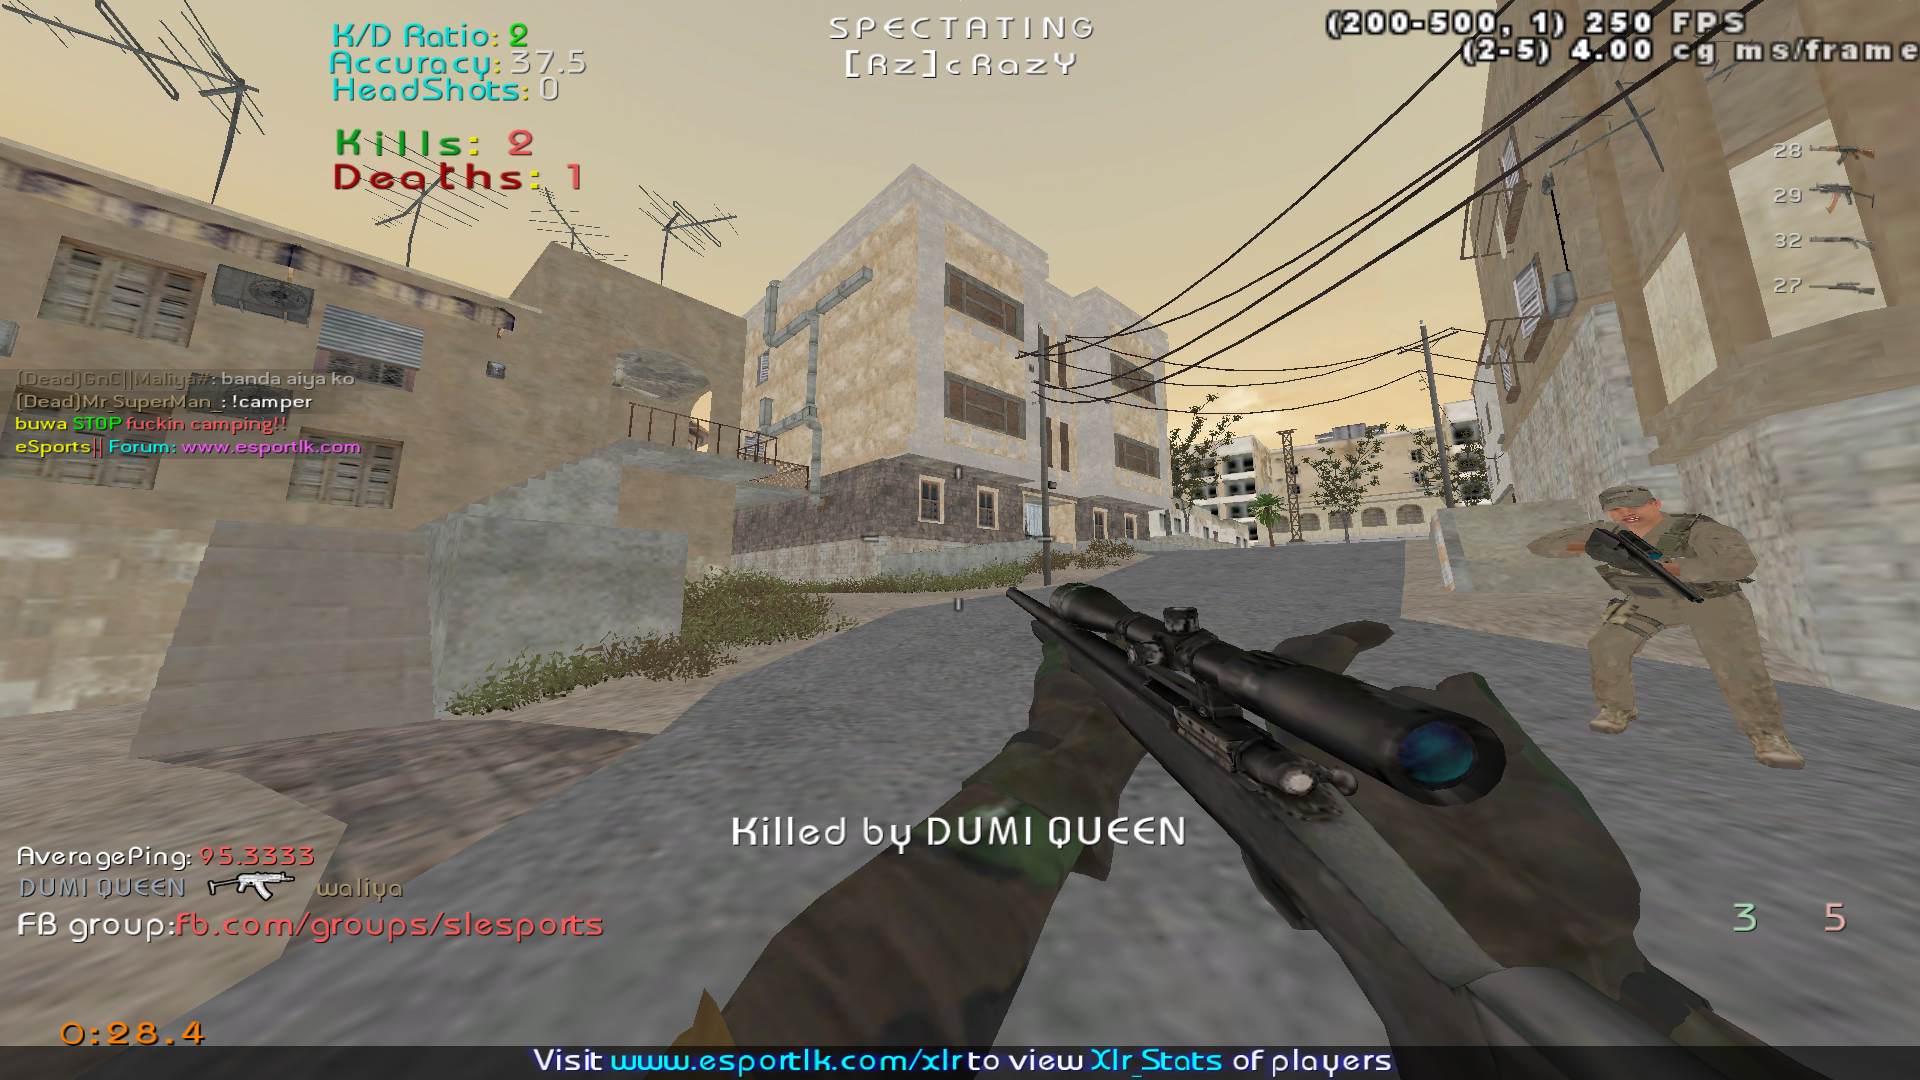 K/D Ratio: 2
Accuracy: 37.5
HeadShots: 0
Kills: 2
Deaths: 1
SPECTATING
[Rz]cRazY
(200-500, 1) 250 FPS
(2-5) 4.00 cg ms/frame
28
29
32
27
(Dead)GnC||Maliya#: banda aiya ko
(Dead)Mr_SuperMan_: !camper
buwa STOP fuckin camping!!
eSports|| Forum: www.esportlk.com
Killed by DUMI QUEEN
AveragePing: 95.3333
DUMI QUEEN waliya
FB group:fb.com/groups/slesports
3 5
0:28.4
Visit www.esportlk.com/xlr to view Xlr_Stats of players